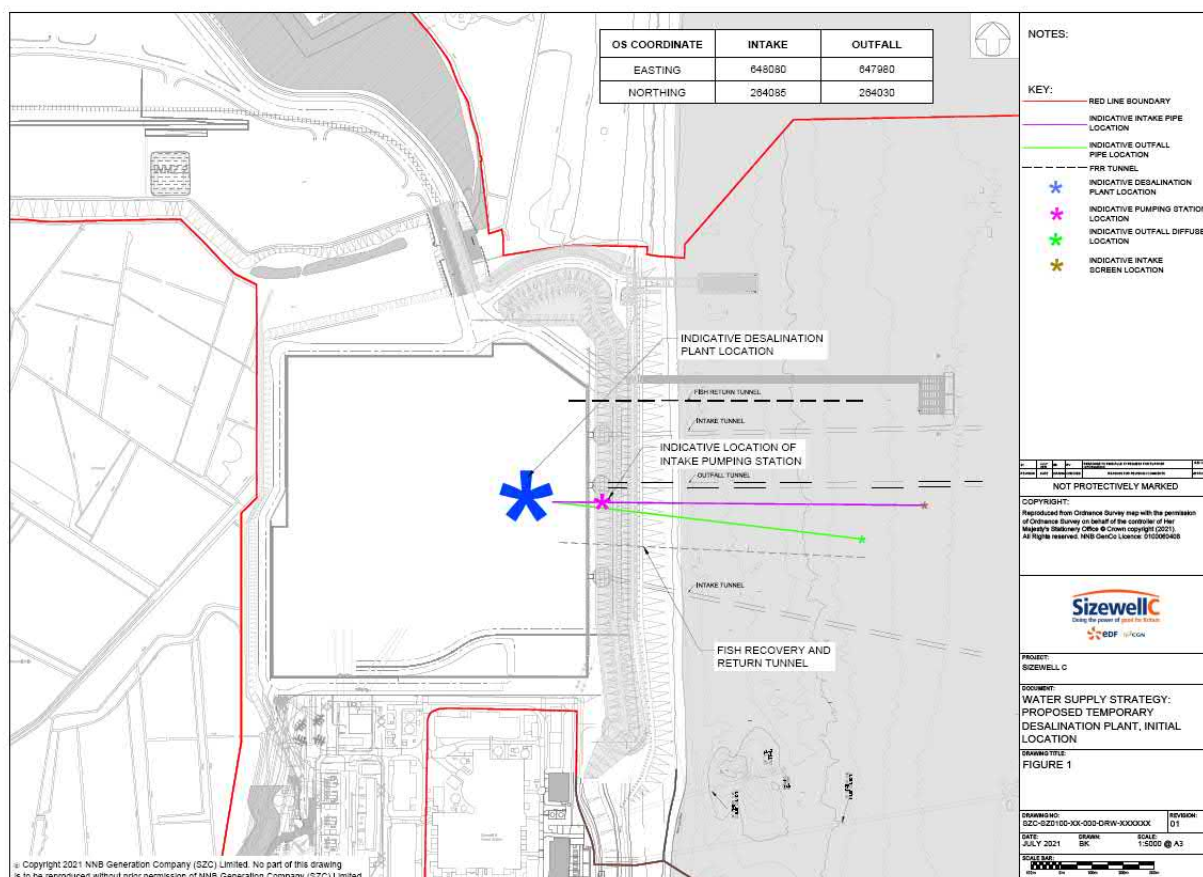 OS COORDINATE INTAKE OUTFALL
EASTING 648080 647980
NORTHING 264085 264030
INDICATIVE DESALINATION
PLANT LOCATION
FISH RETURN TUNNEL
INTAKE TUNNEL
INDICATIVE LOCATION OF
INTAKE PUMPING STATION
OUTFALL TUNNEL
INTAKE TUNNEL
FISH RECOVERY AND
RETURN TUNNEL
© Copyright 2021 NNB Generation Company (SZC) Limited. No part of this drawing
is to be reproduced without prior permission of NNB Generation Company (SZC) Limited
NOTES:
KEY:
RED LINE BOUNDARY
INDICATIVE INTAKE PIPE
LOCATION
INDICATIVE OUTFALL
PIPE LOCATION
FRR TUNNEL
INDICATIVE DESALINATION
PLANT LOCATION
INDICATIVE PUMPING STATION
LOCATION
INDICATIVE OUTFALL DIFFUSE
LOCATION
INDICATIVE INTAKE
SCREEN LOCATION
NOT PROTECTIVELY MARKED
COPYRIGHT:
Reproduced from Ordnance Survey map with the permission
of Ordnance Survey on behalf of the controller of Her
Majesty's Stationery Office © Crown copyright (2021).
All Rights reserved. NNB GenCo Licence 0100060408
SizewellC
Doing the power of good for Britain
edf CGN
PROJECT:
SIZEWELL C
DOCUMENT:
WATER SUPPLY STRATEGY:
PROPOSED TEMPORARY
DESALINATION PLANT, INITIAL
LOCATION
DRAWING TITLE:
FIGURE 1
DRAWING NO: REVISION:
SZC-SZ0100-XX-000-DRW-XXXXXX 01
DATE: DRAWN: SCALE:
JULY 2021 BK 1:5000 @ A3
SCALE BAR: